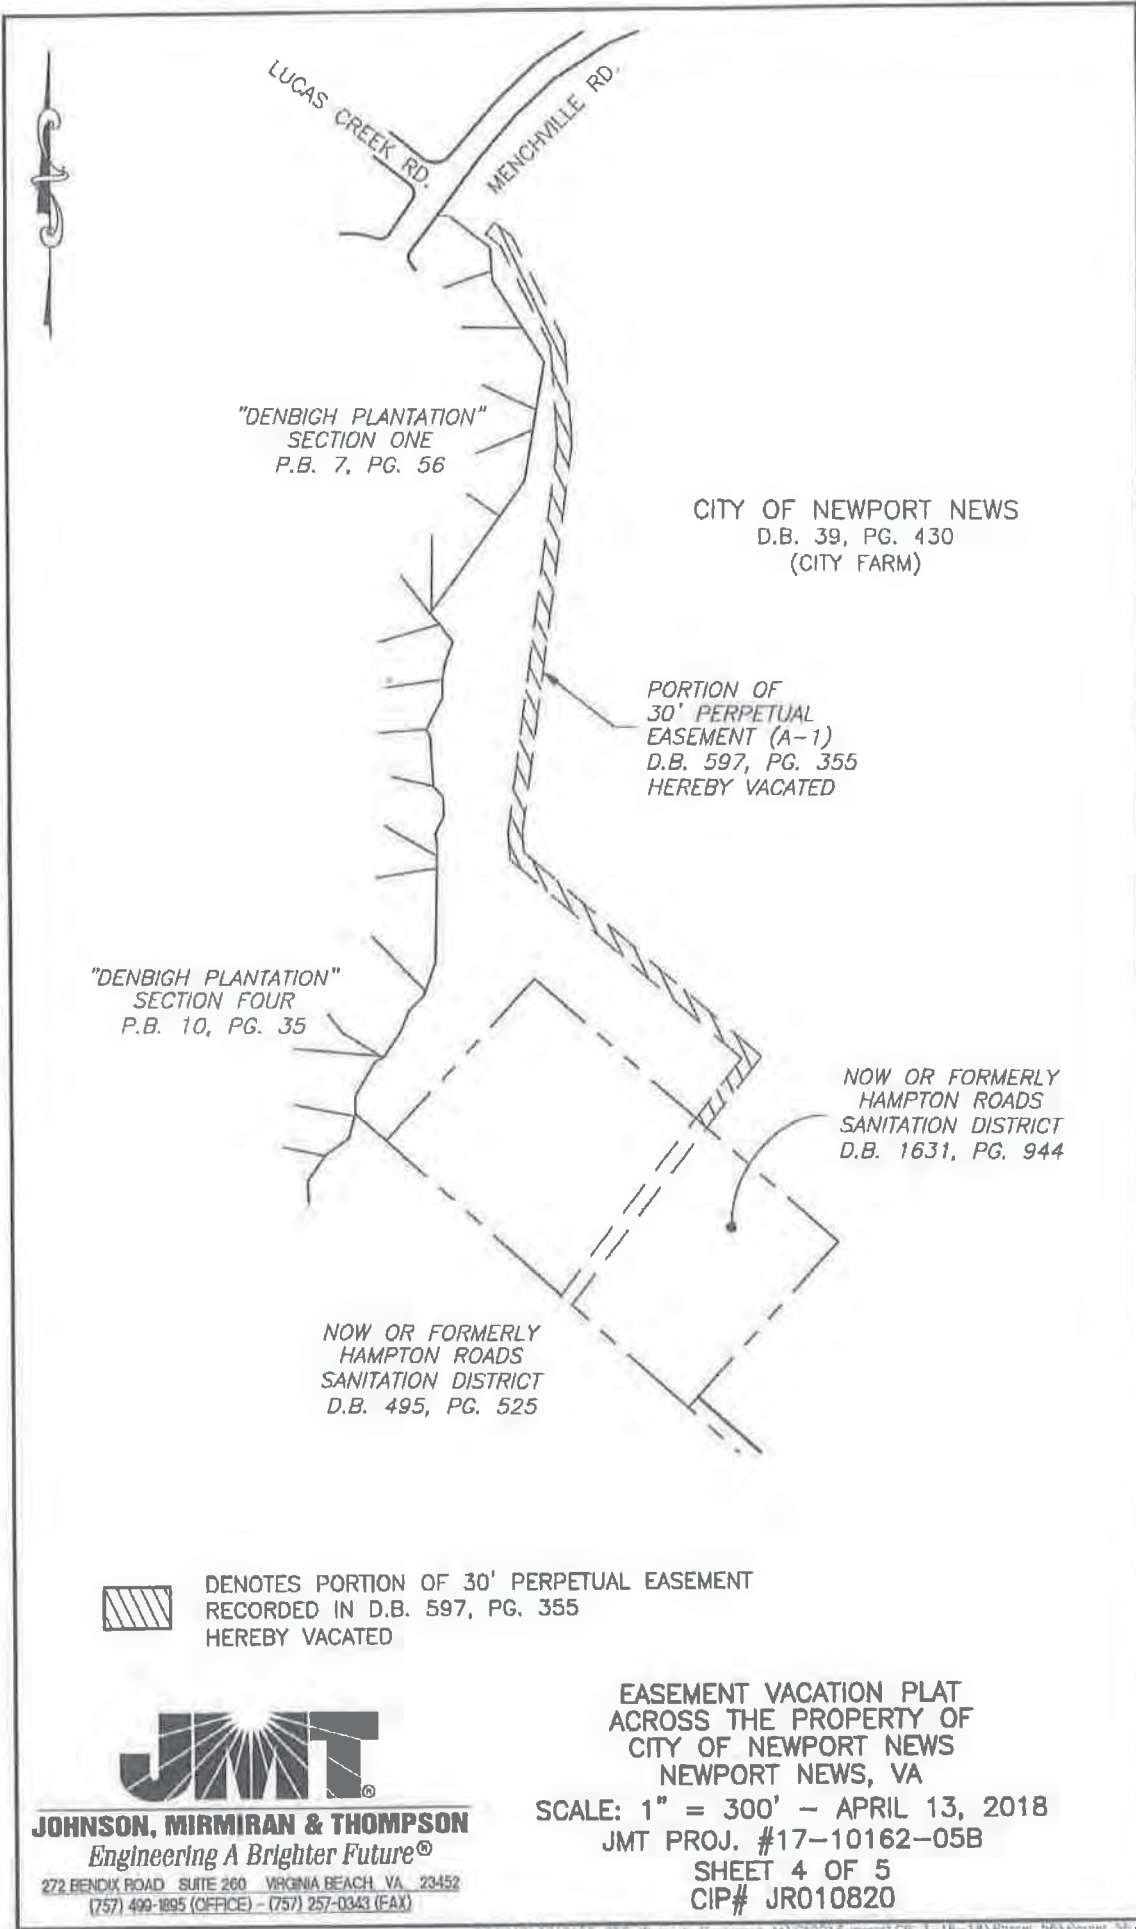 LUCAS CREEK RD.
MENCHVILLE RD.
"DENBIGH PLANTATION"
SECTION ONE
P.B. 7, PG. 56
CITY OF NEWPORT NEWS
D.B. 39, PG. 430
(CITY FARM)
PORTION OF
30' PERPETUAL
EASEMENT (A-1)
D.B. 597, PG. 355
HEREBY VACATED
"DENBIGH PLANTATION"
SECTION FOUR
P.B. 10, PG. 35
NOW OR FORMERLY
HAMPTON ROADS
SANITATION DISTRICT
D.B. 1631, PG. 944
NOW OR FORMERLY
HAMPTON ROADS
SANITATION DISTRICT
D.B. 495, PG. 525
DENOTES PORTION OF 30' PERPETUAL EASEMENT
RECORDED IN D.B. 597, PG. 355
HEREBY VACATED
JMT®
JOHNSON, MIRMIRAN & THOMPSON
Engineering A Brighter Future®
272 BENDIX ROAD SUITE 260 VIRGINIA BEACH, VA 23452
(757) 499-1895 (OFFICE) - (757) 257-0343 (FAX)
EASEMENT VACATION PLAT
ACROSS THE PROPERTY OF
CITY OF NEWPORT NEWS
NEWPORT NEWS, VA
SCALE: 1" = 300' - APRIL 13, 2018
JMT PROJ. #17-10162-05B
SHEET 4 OF 5
CIP# JR010820